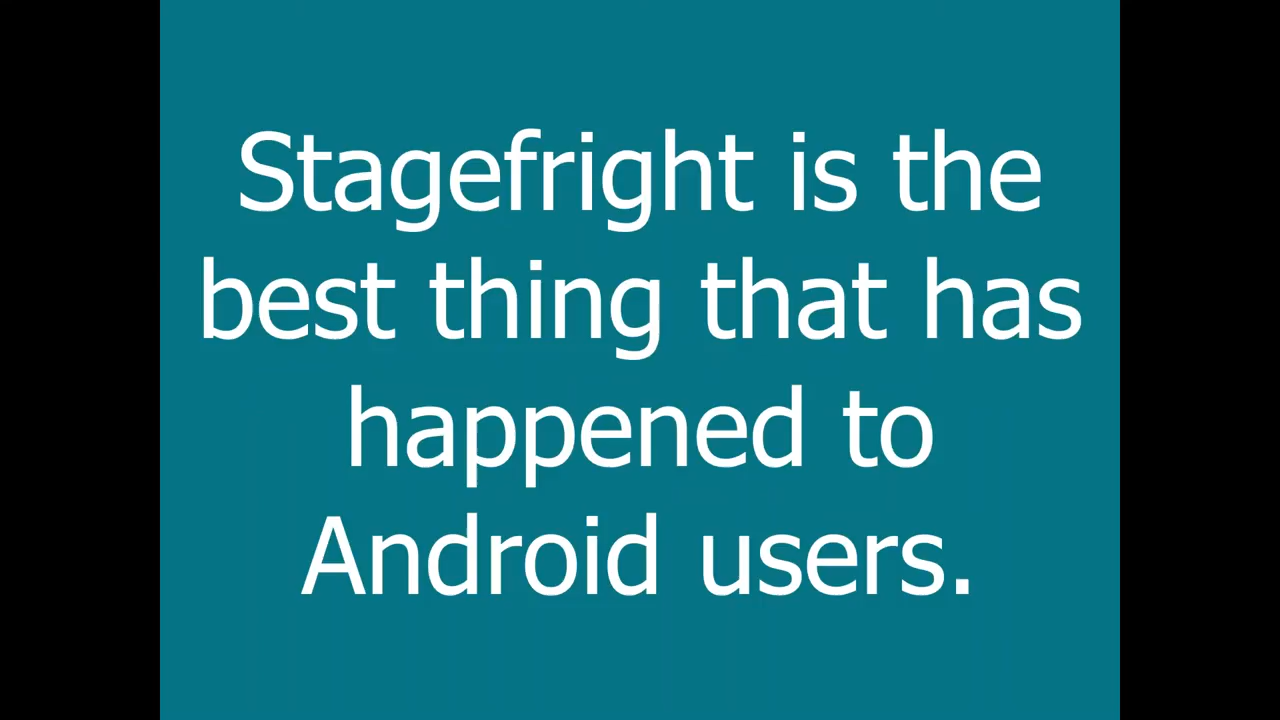 Stagefright is the
best thing that has
happened to
Android users.